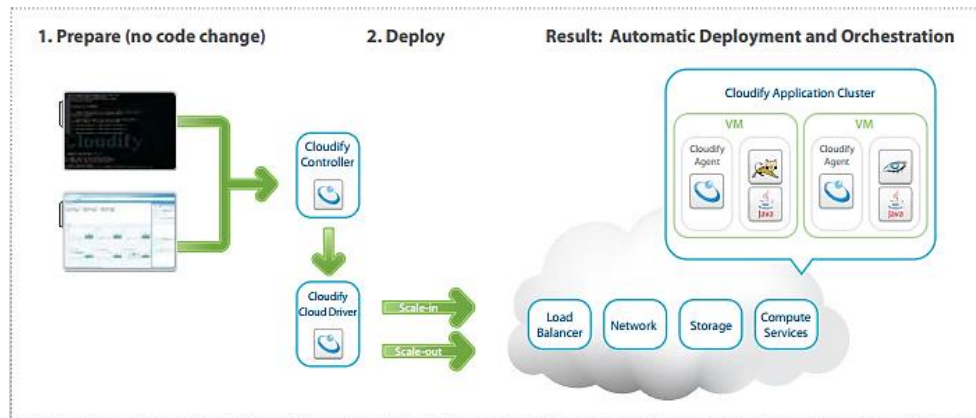 1. Prepare (no code change)
2. Deploy
Result: Automatic Deployment and Orchestration
Cloudify
Cloudify
Controller
Cloudify
Cloud Driver
Scale-in
Scale-out
Cloudify Application Cluster
VM
Cloudify
Agent
Java
VM
Cloudify
Agent
Java
Load
Balancer
Network
Storage
Compute
Services